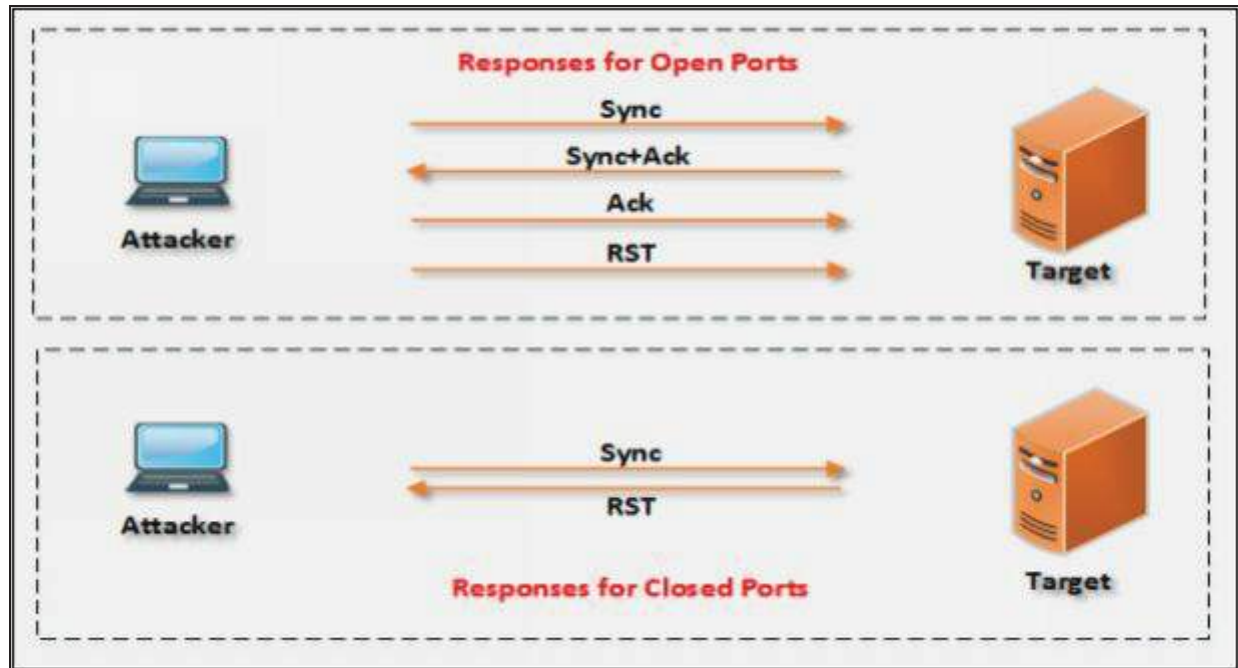 Responses for Open Ports
Sync
Sync+Ack
Ack
RST
Attacker
Target
Sync
RST
Attacker
Target
Responses for Closed Ports